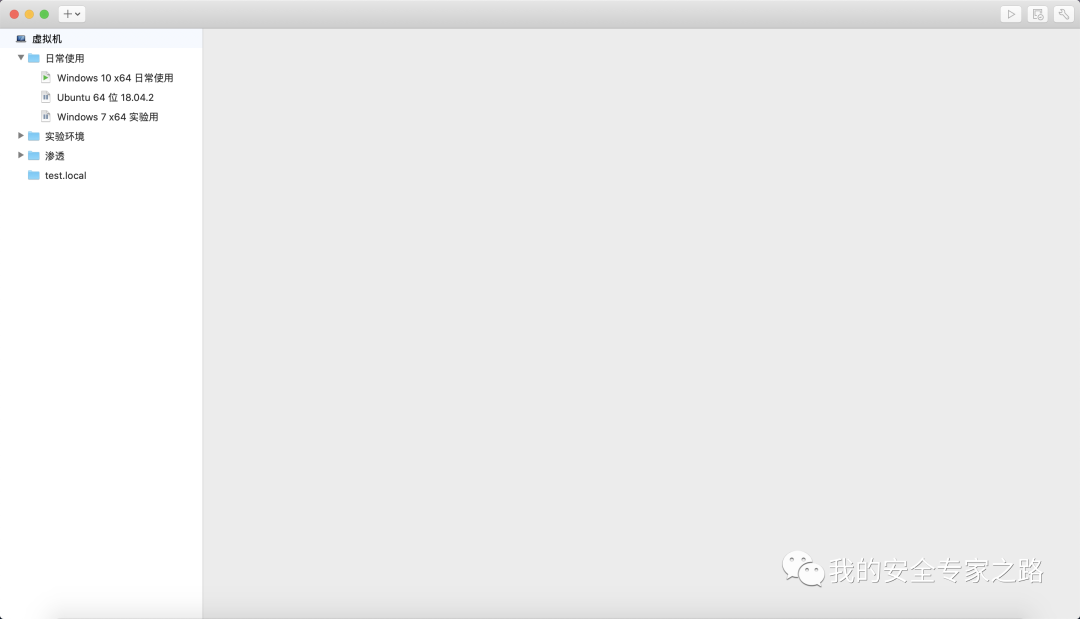 虚拟机
日常使用
Windows 10 x64 日常使用
Ubuntu 64 位 18.04.2
Windows 7 x64 实验用
实验环境
渗透
test.local
我的安全专家之路